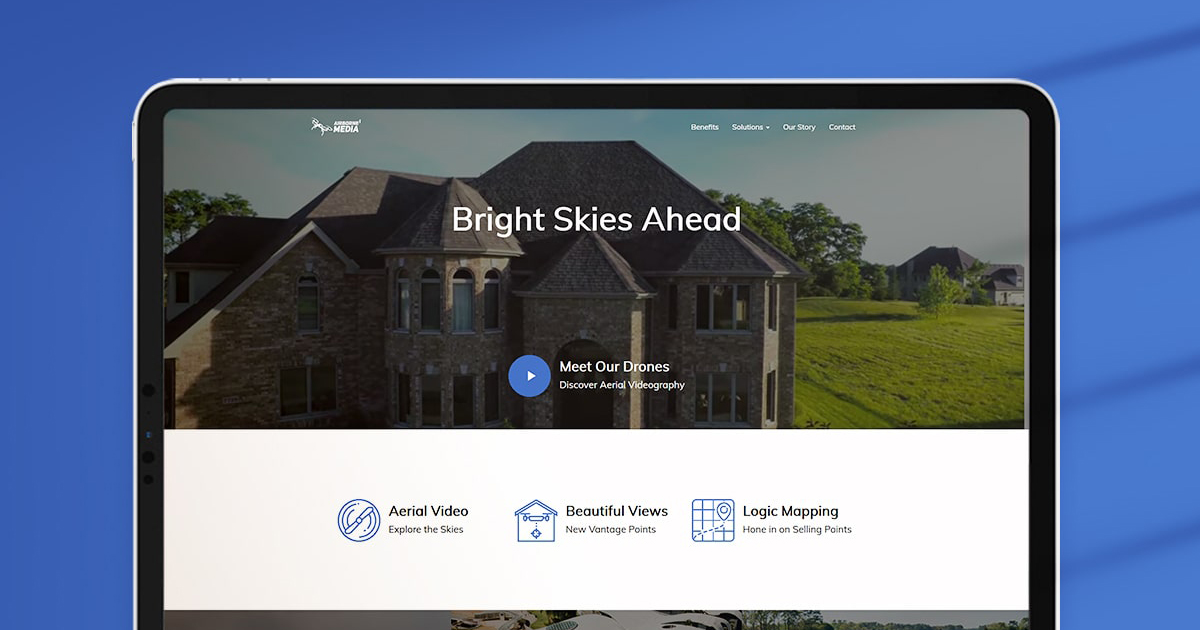 AIRBORNE
MEDIA
Benefits Solutions Our Story Contact
Bright Skies Ahead
Meet Our Drones
Discover Aerial Videography
Aerial Video
Explore the Skies
Beautiful Views
New Vantage Points
Logic Mapping
Hone in on Selling Points